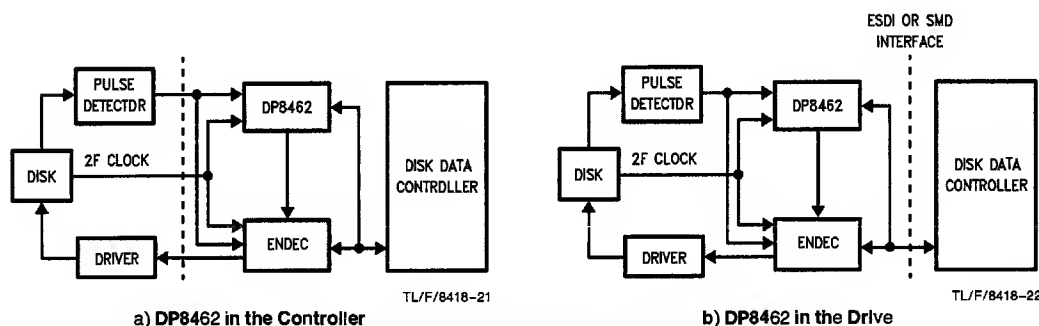 PULSE
DETECTDR
DP8462
2F CLOCK
DISK
DRIVER
ENDEC
DISK DATA
CONTRDLLER
TL/F/8418-21
a) DP8462 in the Controller
ESDI OR SMD
INTERFACE
PULSE
DETECTOR
DP8462
2F CLOCK
DISK
DRIVER
ENDEC
DISK DATA
CONTROLLER
TL/F/8418-22
b) DP8462 in the Drive